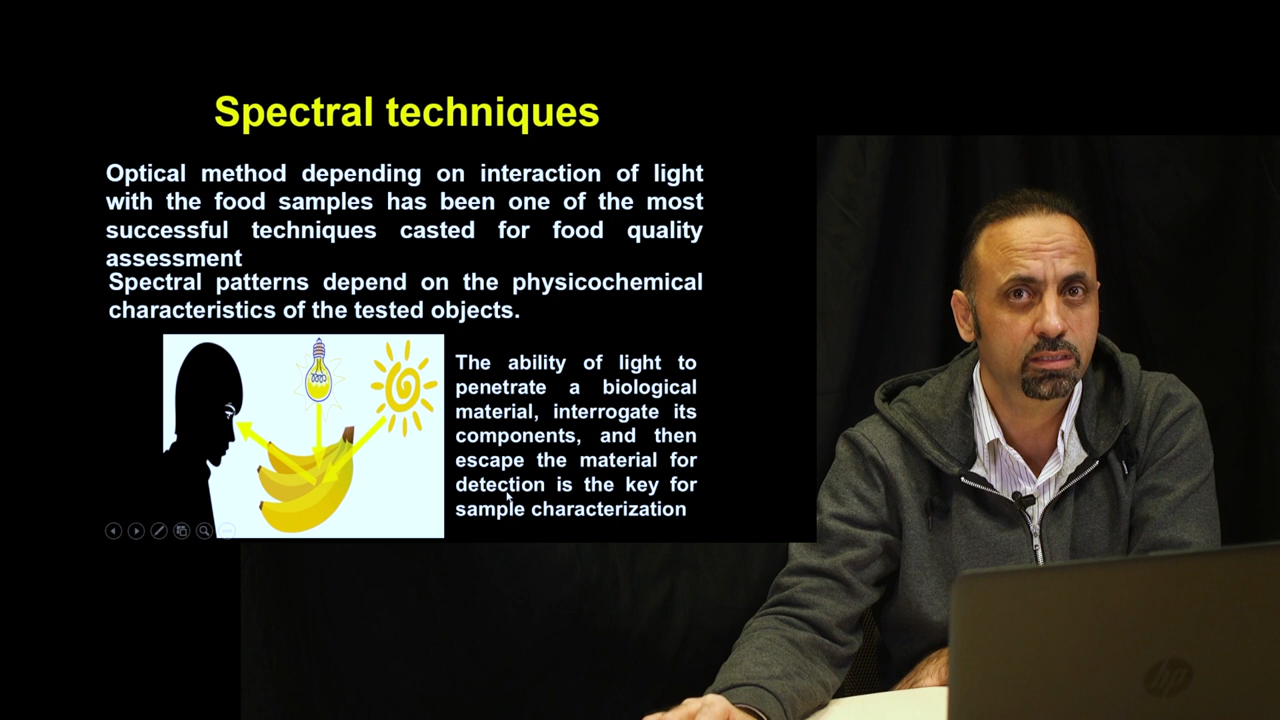 Spectral techniques
Optical method depending on interaction of light
with the food samples has been one of the most
successful techniques casted for food quality
assessment
Spectral patterns depend on the physicochemical
characteristics of the tested objects.
The ability of light to
penetrate a biological
material, interrogate its
components, and then
escape the material for
detection is the key for
sample characterization
hp